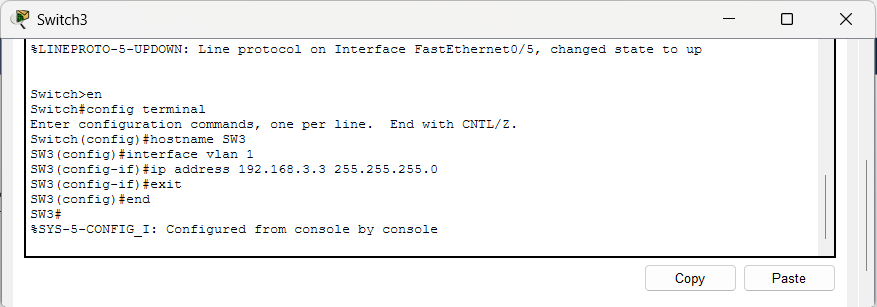 Switch3
%LINEPROTO-5-UPDOWN: Line protocol on Interface FastEthernet0/5, changed state to up
Switch>en
Switch#config terminal
Enter configuration commands, one per line.  End with CNTL/Z.
Switch(config)#hostname SW3
SW3(config)#interface vlan 1
SW3(config-if)#ip address 192.168.3.3 255.255.255.0
SW3(config-if)#exit
SW3(config)#end
SW3#
%SYS-5-CONFIG_I: Configured from console by console
Copy
Paste